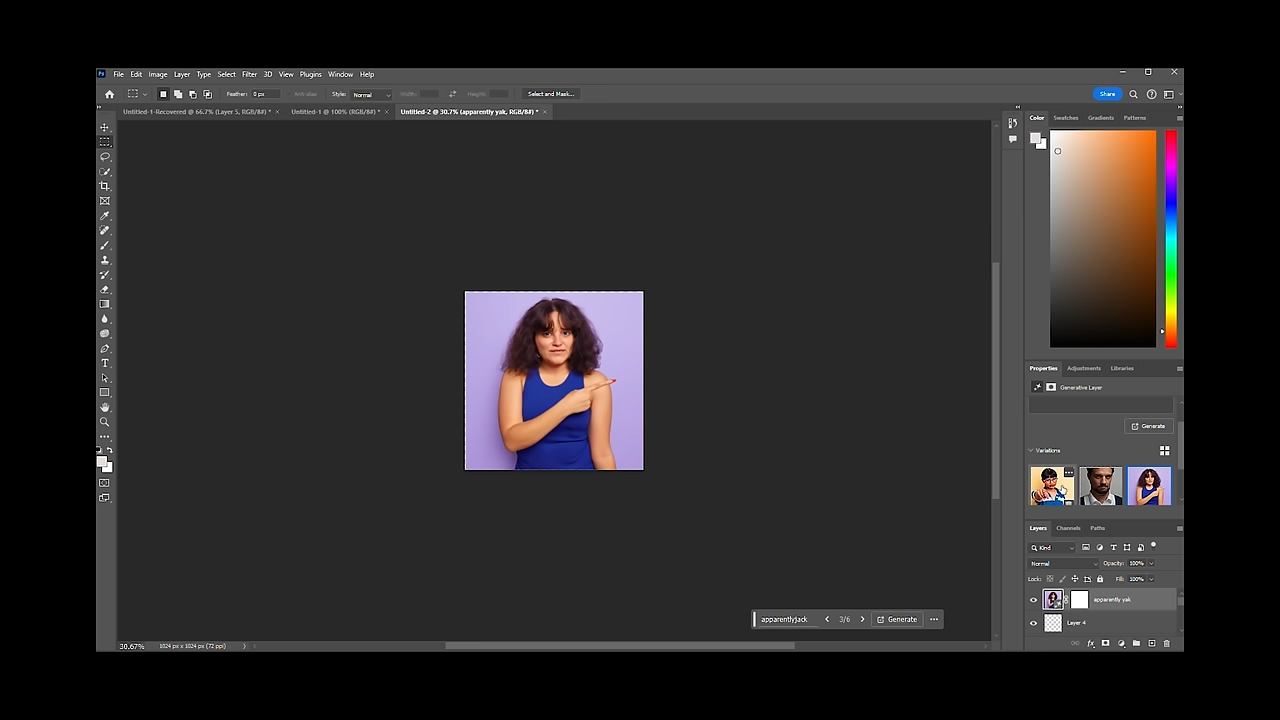 Ps File Edit Image Layer Type Select Filter 3D View Plugins Window Help
Feather: 0 px Anti-alias Style: Normal Width: Height: Select and Mask... Share
Untitled-1-Recovered @ 66.7% (Layer 5, RGB/8#) * × Untitled-1 @ 100% (RGB/8#) * × Untitled-2 @ 30.7% (apparently yak, RGB/8#) * ×
Color Swatches Gradients Patterns
Properties Adjustments Libraries
Generative Layer
Generate
Variations
Layers Channels Paths
Kind
Normal Opacity: 100%
Lock: Fill: 100%
apparently yak
Layer 4
apparentlyjack 3/6 Generate
30.67% 1024 px x 1024 px (72 ppi)
fx